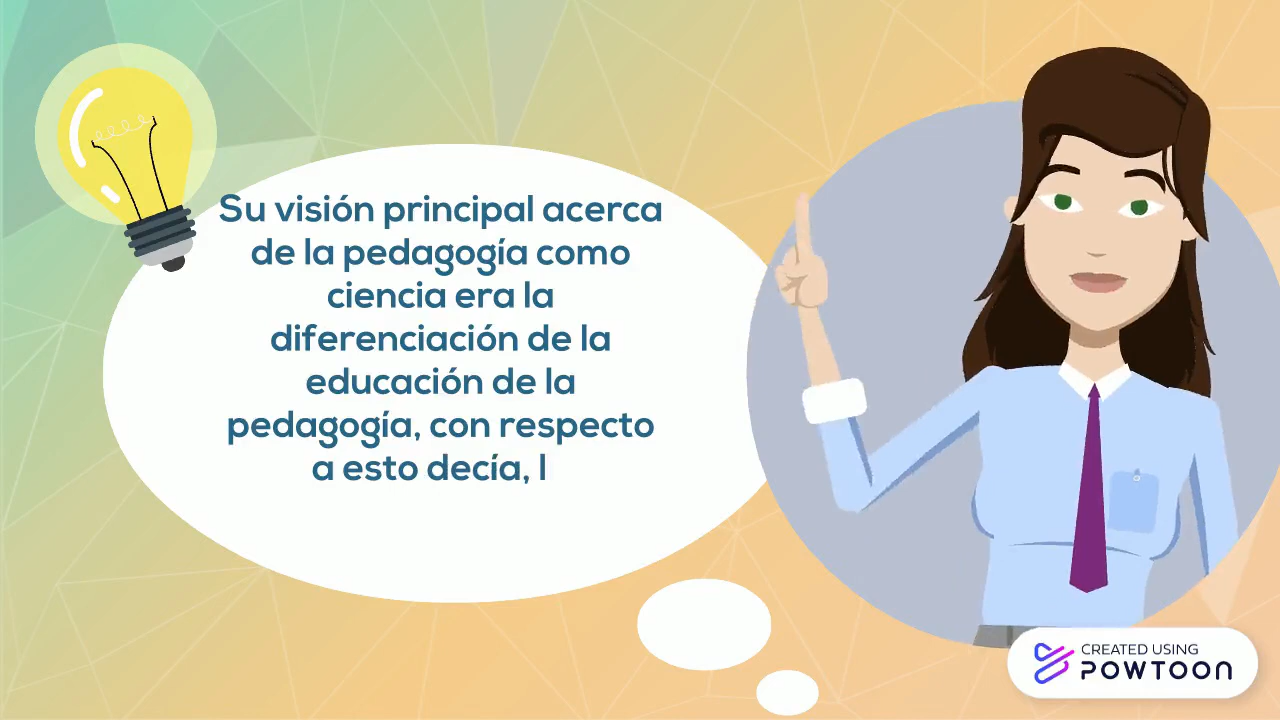 Su visión principal acerca
de la pedagogía como
ciencia era la
diferenciación de la
educación de la
pedagogía, con respecto
a esto decía, l
CREATED USING
POWTOON